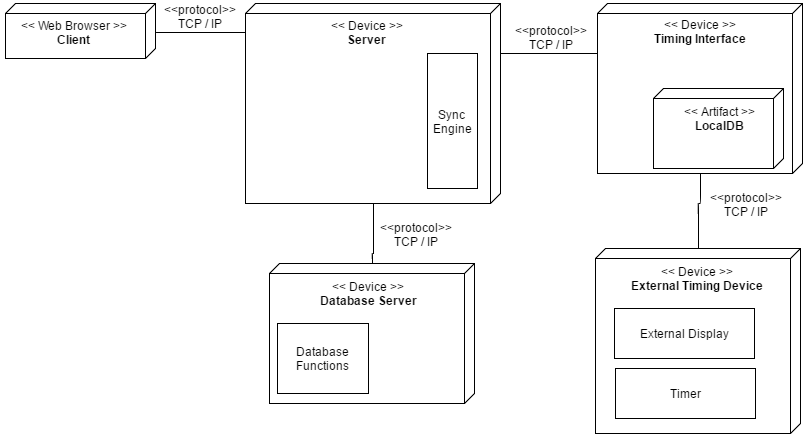 << Web Browser >>
Client
<<protocol>>
TCP / IP
<< Device >>
Server
Sync
Engine
<<protocol>>
TCP / IP
<< Device >>
Timing Interface
<< Artifact >>
LocalDB
<<protocol>>
TCP / IP
<<protocol>>
TCP / IP
<< Device >>
Database Server
Database
Functions
<< Device >>
External Timing Device
External Display
Timer